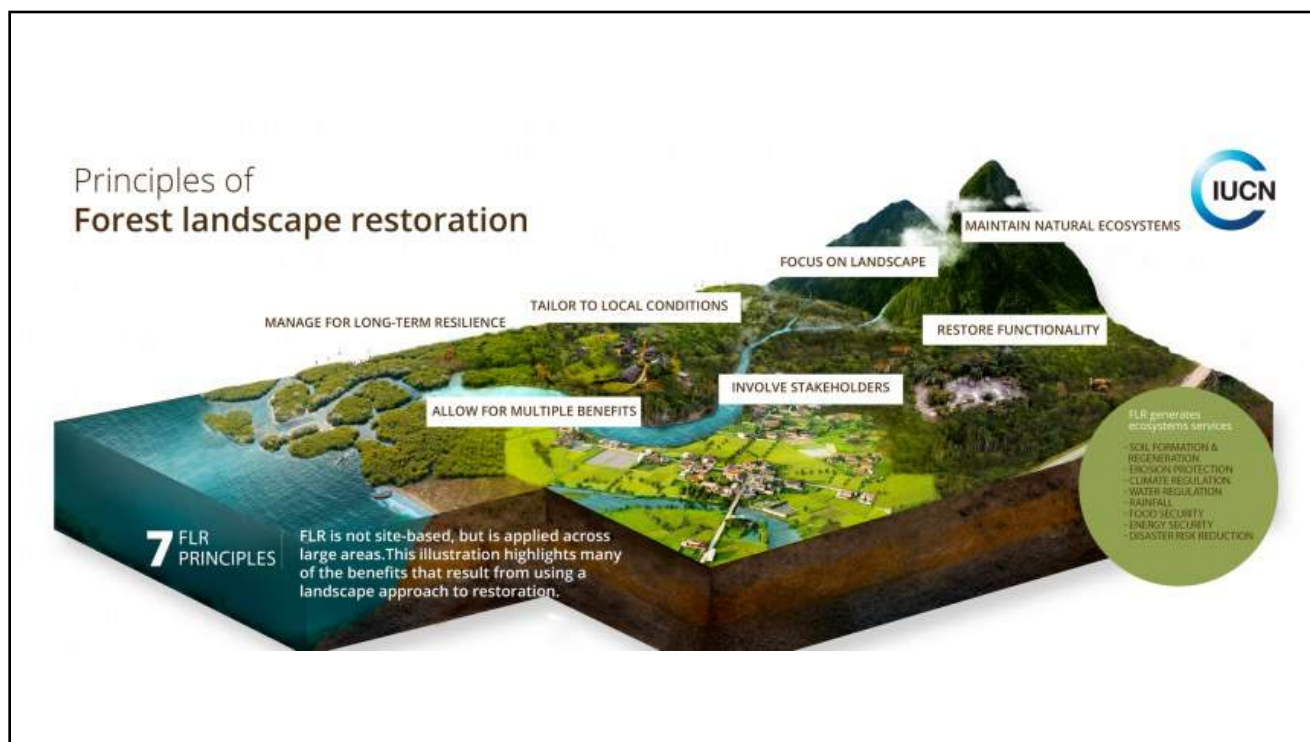 Principles of
Forest landscape restoration
IUCN
MAINTAIN NATURAL ECOSYSTEMS
FOCUS ON LANDSCAPE
TAILOR TO LOCAL CONDITIONS
MANAGE FOR LONG-TERM RESILIENCE
RESTORE FUNCTIONALITY
INVOLVE STAKEHOLDERS
ALLOW FOR MULTIPLE BENEFITS
FLR generates
ecosystems services
- SOIL FORMATION &
REGENERATION
- EROSION PROTECTION
- CLIMATE REGULATION
- WATER REGULATION
- RAINFALL
- FOOD SECURITY
- ENERGY SECURITY
- DISASTER RISK REDUCTION
7 FLR
PRINCIPLES
FLR is not site-based, but is applied across
large areas.This illustration highlights many
of the benefits that result from using a
landscape approach to restoration.